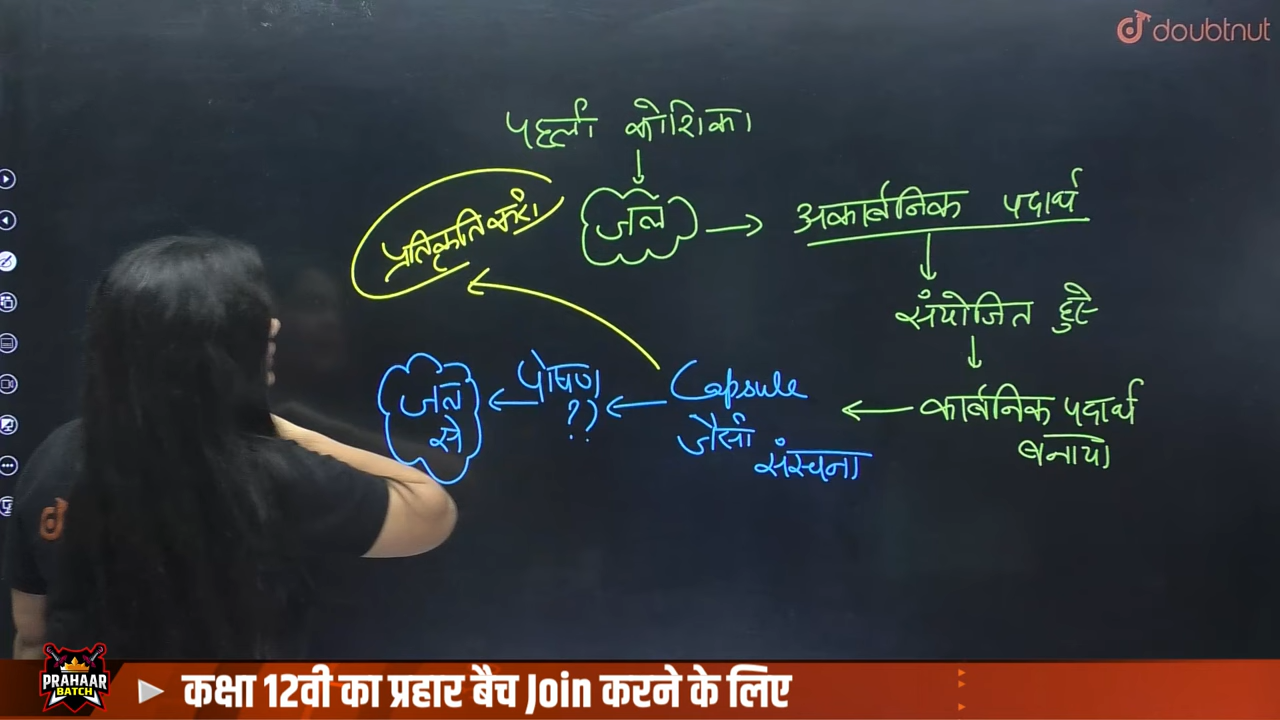 doubtnut
पहली कोशिका
जल
अकार्बनिक पदार्थ
संयोजित हुए
कार्बनिक पदार्थ
बनाया
Capsule
जैसी
संरचना
पोषण
??
जल
से
प्रतिकृति करेगा
PRAHAAR
BATCH
कक्षा 12वी का प्रहार बैच Join करने के लिए